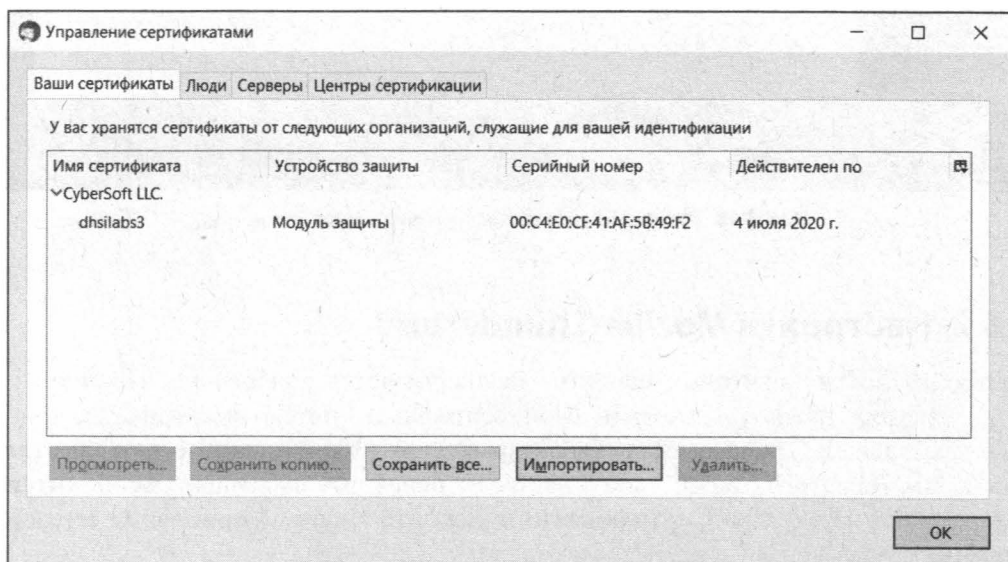 Управление сертификатами
Ваши сертификаты Люди Серверы Центры сертификации
У вас хранятся сертификаты от следующих организаций, служащие для вашей идентификации
Имя сертификата Устройство защиты Серийный номер Действителен по
CyberSoft LLC.
dhsilabs3 Модуль защиты 00:C4:E0:CF:41:AF:5B:49:F2 4 июля 2020 г.
Просмотреть... Сохранить копию... Сохранить все... Импортировать... Удалить...
OK